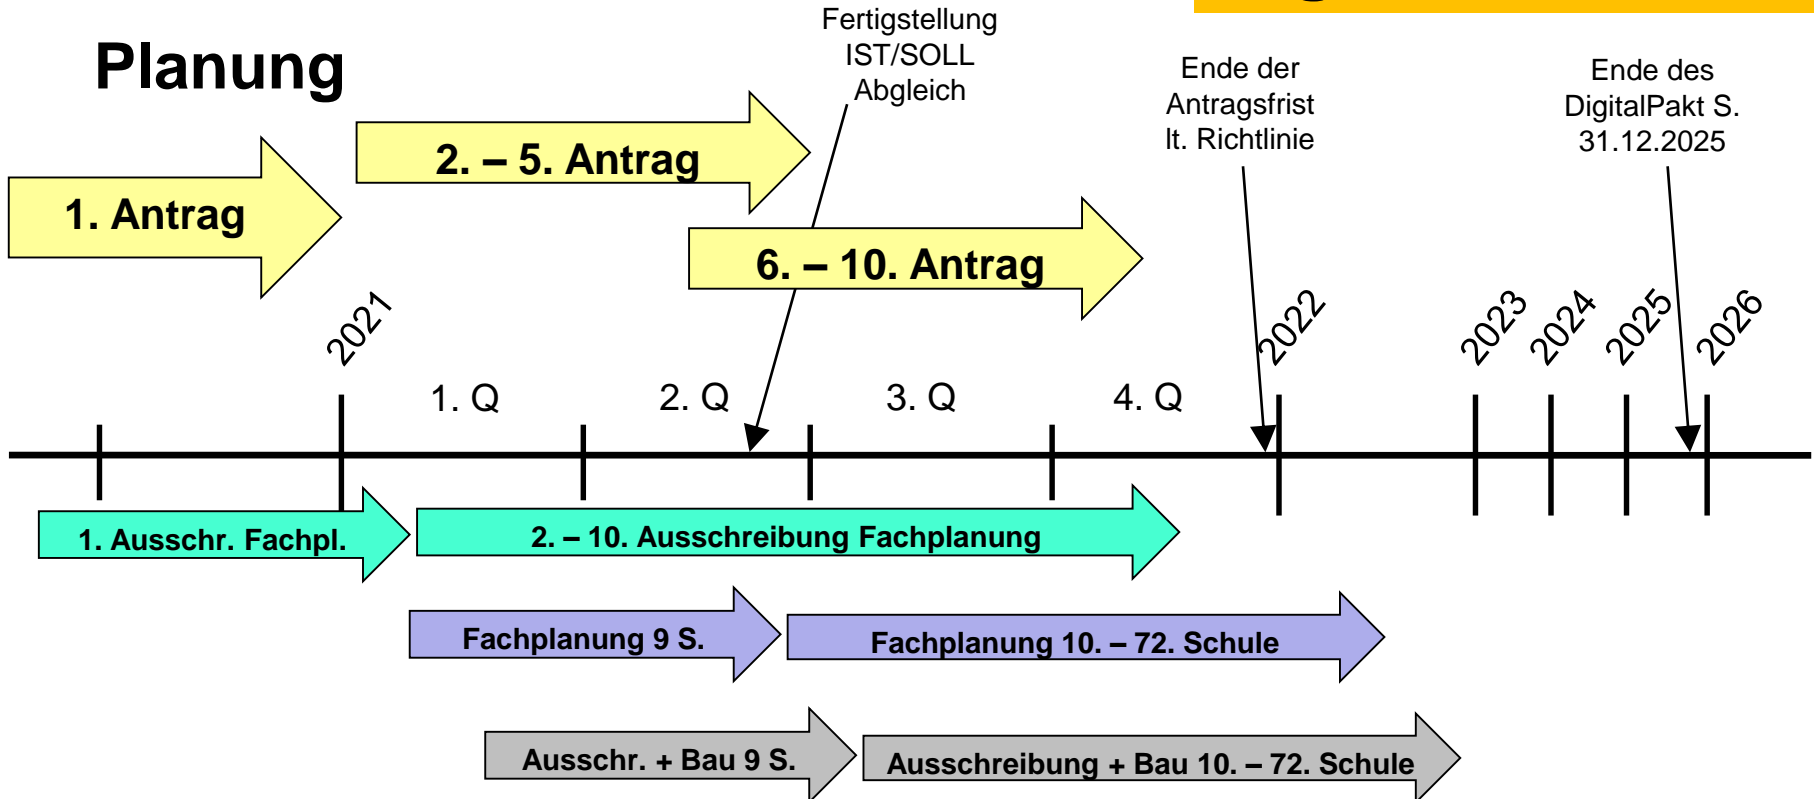 Planung
Fertigstellung
IST/SOLL
Abgleich
Ende der
Antragsfrist
lt. Richtlinie
Ende des
DigitalPakt S.
31.12.2025
1. Antrag
2. – 5. Antrag
6. – 10. Antrag
2021
2022
2023
2024
2025
2026
1. Q
2. Q
3. Q
4. Q
1. Ausschr. Fachpl.
2. – 10. Ausschreibung Fachplanung
Fachplanung 9 S.
Fachplanung 10. – 72. Schule
Ausschr. + Bau 9 S.
Ausschreibung + Bau 10. – 72. Schule